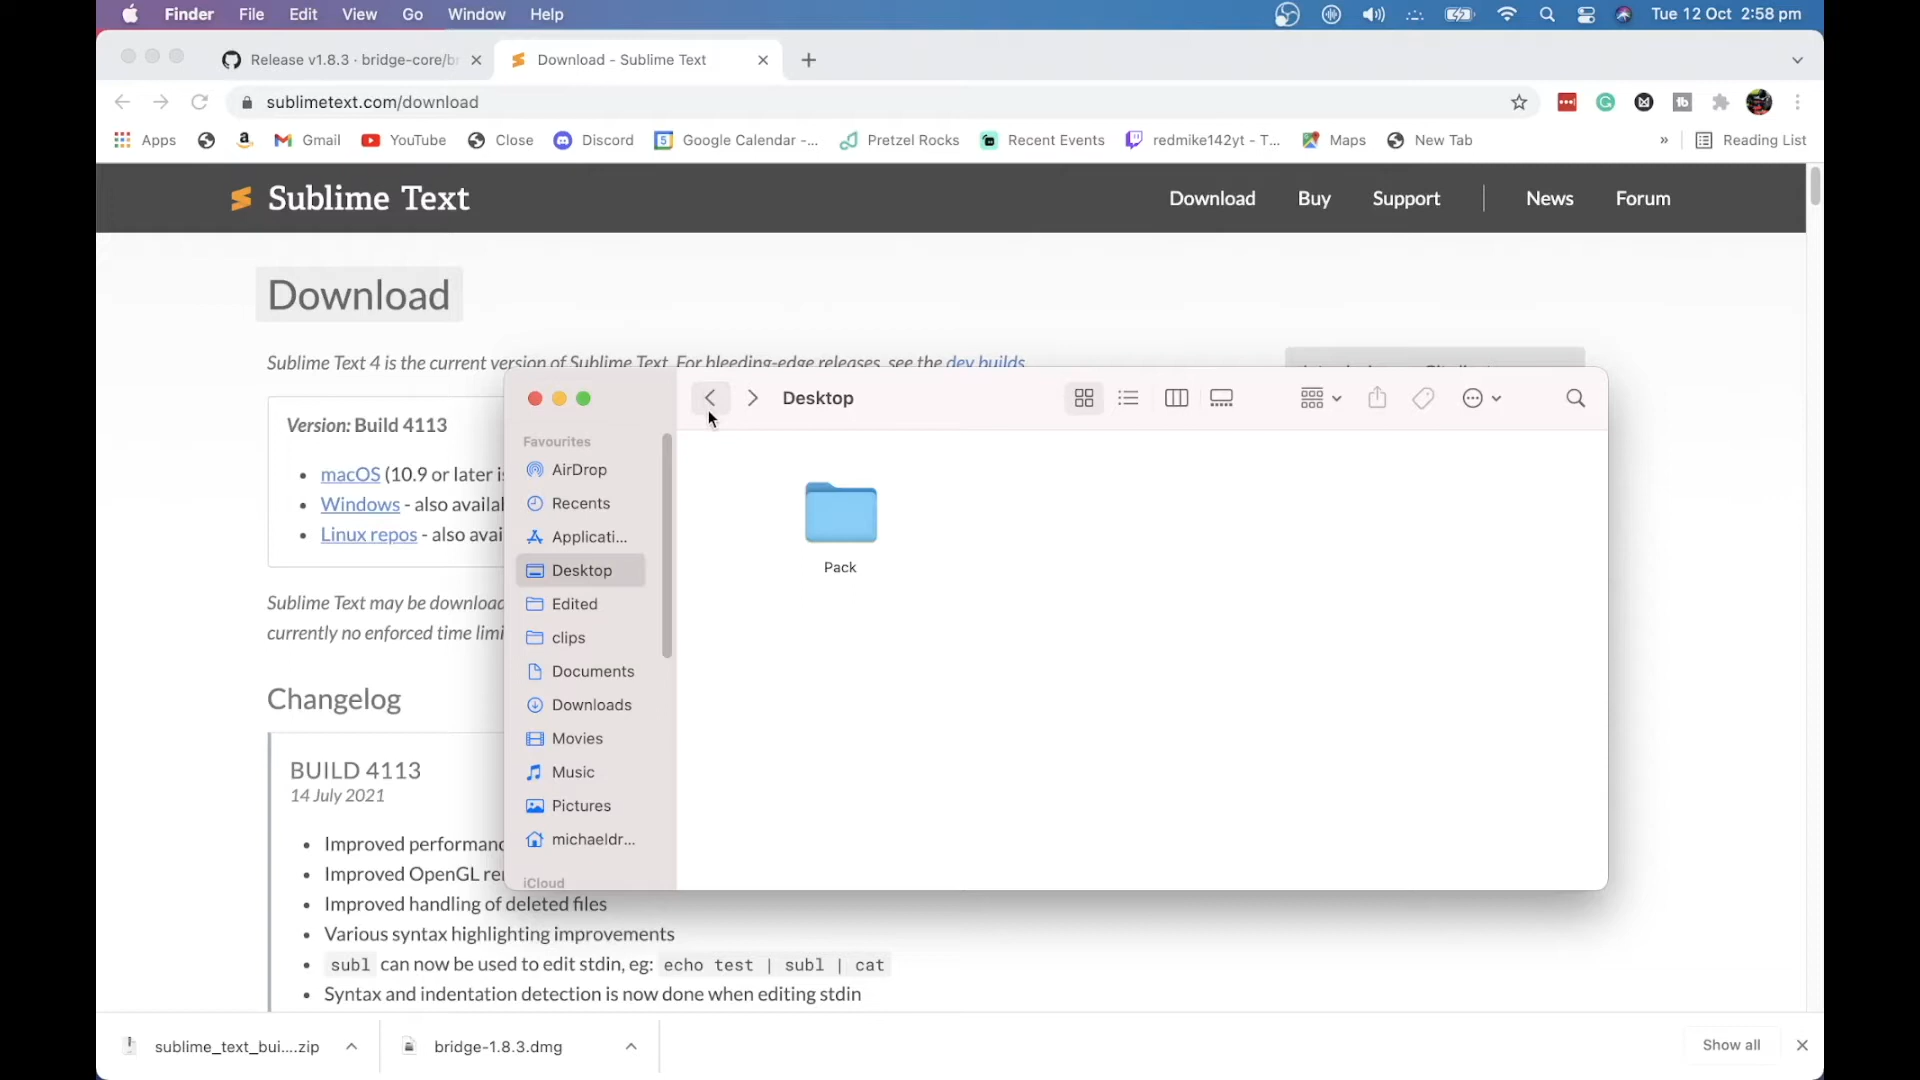 Finder File Edit View Go Window Help Tue 12 Oct 2:58 pm
Release v1.8.3 · bridge-core/br Download - Sublime Text
sublimetext.com/download
Apps Gmail YouTube Close Discord Google Calendar -... Pretzel Rocks Recent Events redmike142yt - T... Maps New Tab » Reading List
Sublime Text Download Buy Support News Forum
Download
Sublime Text 4 is the current version of Sublime Text. For bleeding-edge releases, see the dev builds.
Version: Build 4113
macOS (10.9 or later is
Windows - also availal
Linux repos - also avai
Sublime Text may be download
currently no enforced time limi
Changelog
BUILD 4113
14 July 2021
Improved performanc
Improved OpenGL re
Improved handling of deleted files
Various syntax highlighting improvements
subl can now be used to edit stdin, eg: echo test | subl | cat
Syntax and indentation detection is now done when editing stdin
Desktop
Favourites
AirDrop
Recents
Applicati...
Desktop
Edited
clips
Documents
Downloads
Movies
Music
Pictures
michaeldr...
iCloud
Pack
sublime_text_bui....zip bridge-1.8.3.dmg Show all